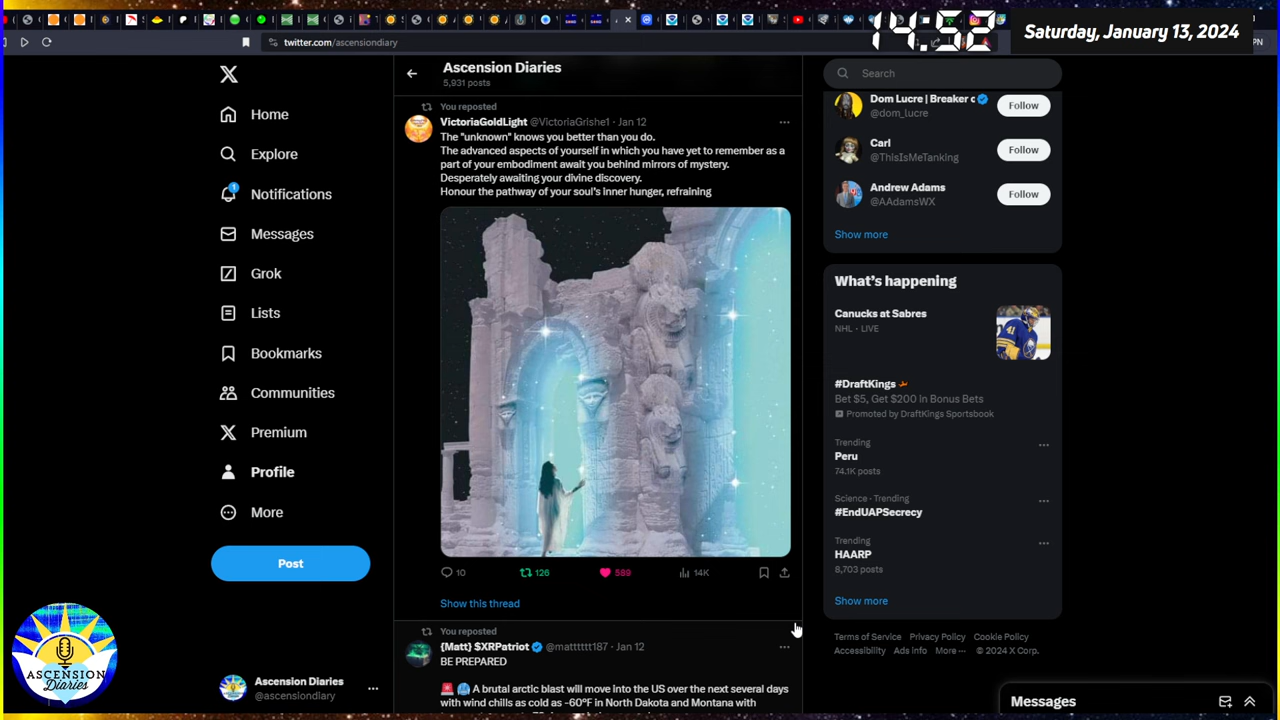 14:52
Saturday, January 13, 2024
twitter.com/ascensiondiary
Home
Explore
1
Notifications
Messages
Grok
Lists
Bookmarks
Communities
Premium
Profile
More
Post
ASCENSION
Diaries
Ascension Diaries
@ascensiondiary
Ascension Diaries
5,931 posts
You reposted
VictoriaGoldLight @VictoriaGrishe1 · Jan 12
The "unknown" knows you better than you do.
The advanced aspects of yourself in which you have yet to remember as a
part of your embodiment await you behind mirrors of mystery.
Desperately awaiting your divine discovery.
Honour the pathway of your soul's inner hunger, refraining
10
126
589
14K
Show this thread
You reposted
{Matt} $XRPatriot @matttttt187 · Jan 12
BE PREPARED
🚨🥶 A brutal arctic blast will move into the US over the next several days
with wind chills as cold as -60°F in North Dakota and Montana with
Search
Dom Lucre | Breaker o
@dom_lucre
Follow
Carl
@ThisIsMeTanking
Follow
Andrew Adams
@AAdamsWX
Follow
Show more
What's happening
Canucks at Sabres
NHL · LIVE
41
#DraftKings
Bet $5, Get $200 in Bonus Bets
Promoted by DraftKings Sportsbook
Trending
Peru
74.1K posts
Science · Trending
#EndUAPSecrecy
Trending
HAARP
8,703 posts
Show more
Terms of Service Privacy Policy Cookie Policy
Accessibility Ads info More ··· © 2024 X Corp.
Messages